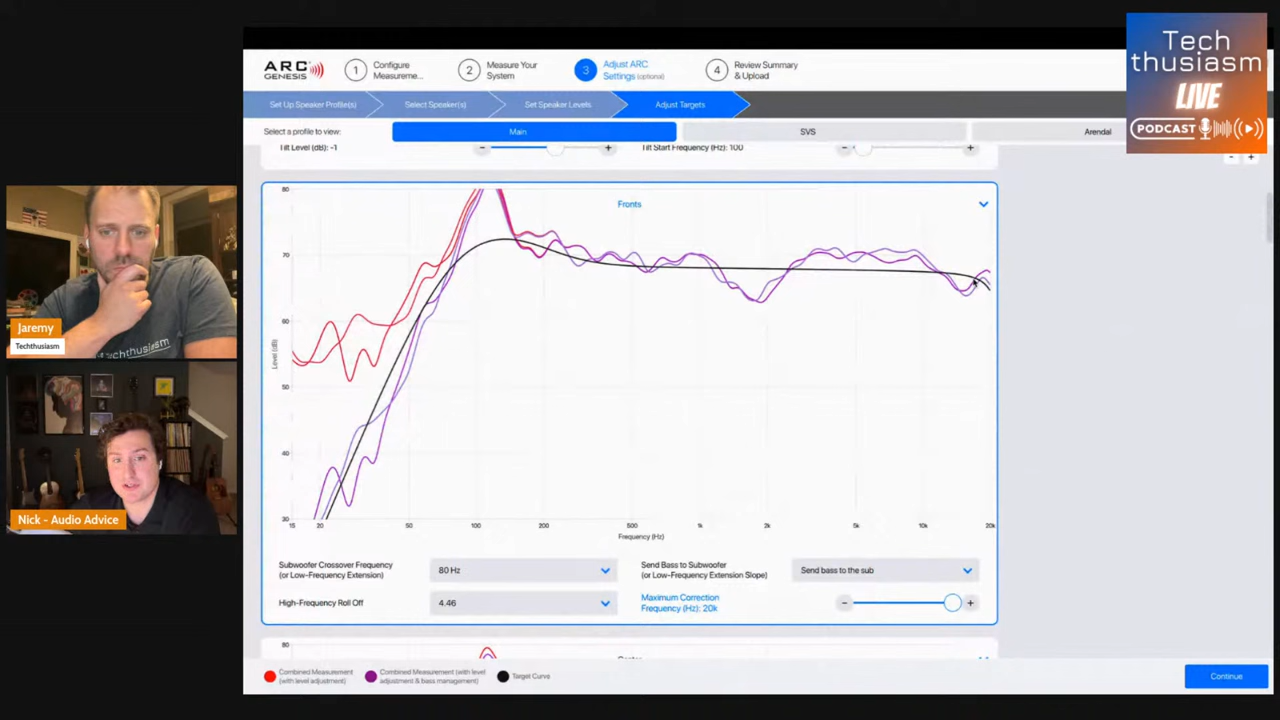 ARC
GENESIS
1
Configure
Measureme...
2
Measure Your
System
3
Adjust ARC
Settings (optional)
4
Review Summary
& Upload
Tech
thusiasm
LIVE
PODCAST
Set Up Speaker Profile(s)
Select Speaker(s)
Set Speaker Levels
Adjust Targets
Select a profile to view:
Main
SVS
Arendal
Tilt Level (dB): -1
Tilt Start Frequency (Hz): 100
Fronts
80
70
60
50
40
30
Level (dB)
15
20
50
100
200
500
1k
2k
5k
10k
20k
Frequency (Hz)
Subwoofer Crossover Frequency
(or Low-Frequency Extension)
80 Hz
Send Bass to Subwoofer
(or Low-Frequency Extension Slope)
Send bass to the sub
High-Frequency Roll Off
4.46
Maximum Correction
Frequency (Hz): 20k
80
Combined Measurement
(with level adjustment)
Combined Measurement (with level
adjustment & bass management)
Target Curve
Continue
Jaremy
Techthusiasm
techthusiasm
Nick - Audio Advice